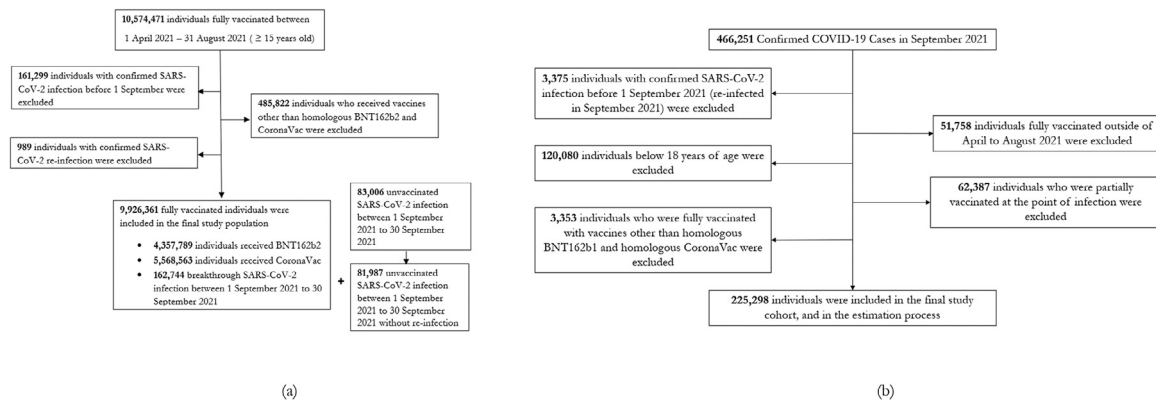 10,574,471 individuals fully vaccinated between
1 April 2021 – 31 August 2021 ( ≥ 15 years old)
161,299 individuals with confirmed SARS-
CoV-2 infection before 1 September were
excluded
485,822 individuals who received vaccines
other than homologous BNT162b2 and
CoronaVac were excluded
989 individuals with confirmed SARS-
CoV-2 re-infection were excluded
9,926,361 fully vaccinated individuals were
included in the final study population
• 4,357,789 individuals received BNT162b2
• 5,568,563 individuals received CoronaVac
• 162,744 breakthrough SARS-CoV-2
infection between 1 September 2021 to 30
September 2021
+
83,006 unvaccinated
SARS-CoV-2 infection
between 1 September
2021 to 30 September
2021
81,987 unvaccinated
SARS-CoV-2 infection
between 1 September
2021 to 30 September
2021 without re-infection
(a)
466,251 Confirmed COVID-19 Cases in September 2021
3,375 individuals with confirmed SARS-CoV-2
infection before 1 September 2021 (re-infected
in September 2021) were excluded
51,758 individuals fully vaccinated outside of
April to August 2021 were excluded
120,080 individuals below 18 years of age were
excluded
62,387 individuals who were partially
vaccinated at the point of infection were
excluded
3,353 individuals who were fully vaccinated
with vaccines other than homologous
BNT162b1 and homologous CoronaVac were
excluded
225,298 individuals were included in the final study
cohort, and in the estimation process
(b)